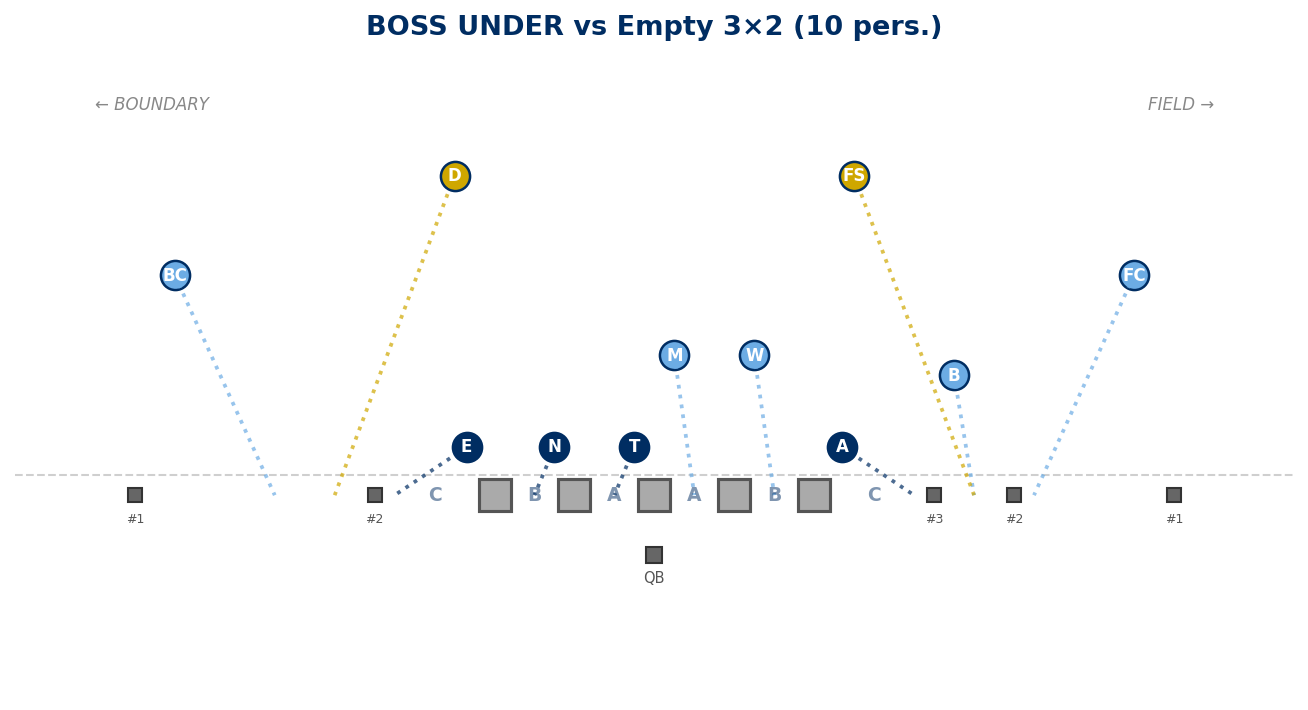 BOSS UNDER vs Empty 3×2 (10 pers.)
← BOUNDARY FIELD →
D FS
BC FC
M W
B
E N T A
C B A A B C
#1 #2 #3 #2 #1
QB